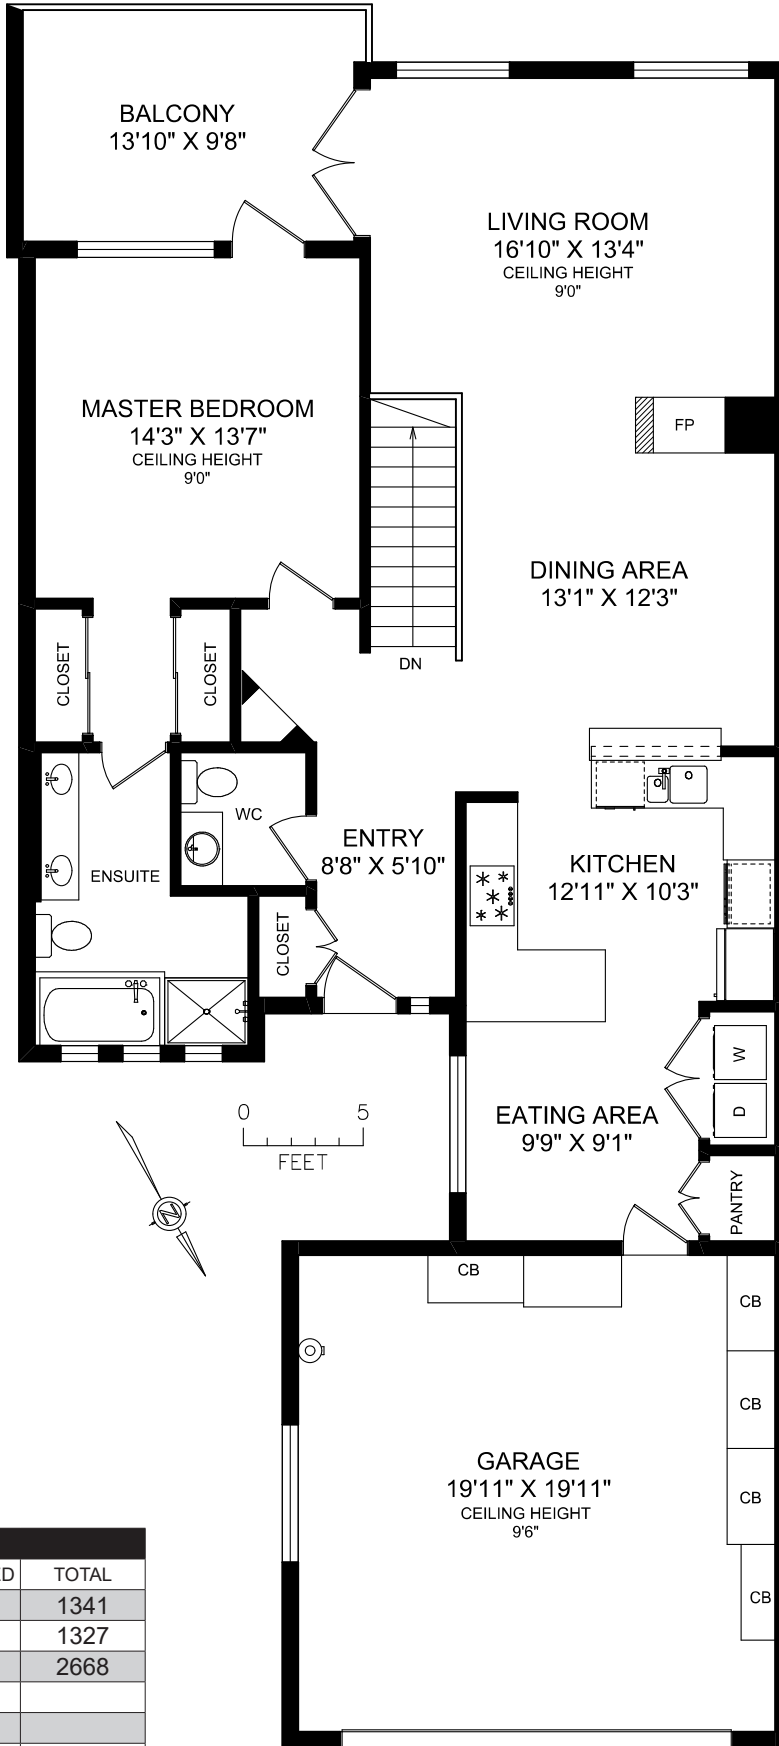 BALCONY
13'10" X 9'8"
LIVING ROOM
16'10" X 13'4"
CEILING HEIGHT
9'0"
MASTER BEDROOM
14'3" X 13'7"
CEILING HEIGHT
9'0"
FP
DINING AREA
13'1" X 12'3"
DN
CLOSET
CLOSET
WC
ENTRY
8'8" X 5'10"
KITCHEN
12'11" X 10'3"
ENSUITE
CLOSET
W
D
EATING AREA
9'9" X 9'1"
0 5
FEET
N
PANTRY
CB
CB
CB
CB
CB
GARAGE
19'11" X 19'11"
CEILING HEIGHT
9'6"
ED TOTAL
1341
1327
2668